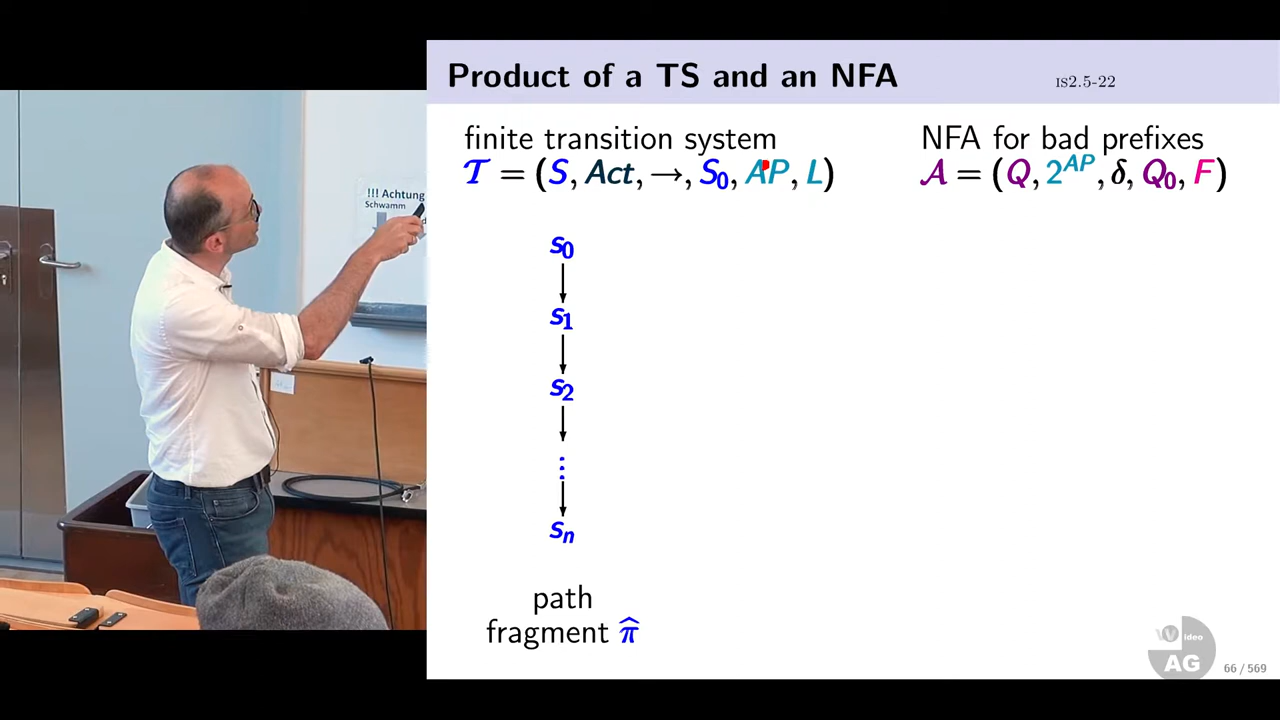 Product of a TS and an NFA
IS2.5-22
finite transition system
NFA for bad prefixes
𝒯 = (S, Act, →, S₀, AP, L)
𝒜 = (Q, 2^AP, δ, Q₀, F)
!!! Achtung
Schwamm
s₀
s₁
s₂
⋮
sₙ
path
fragment π̂
video
AG
66 / 569